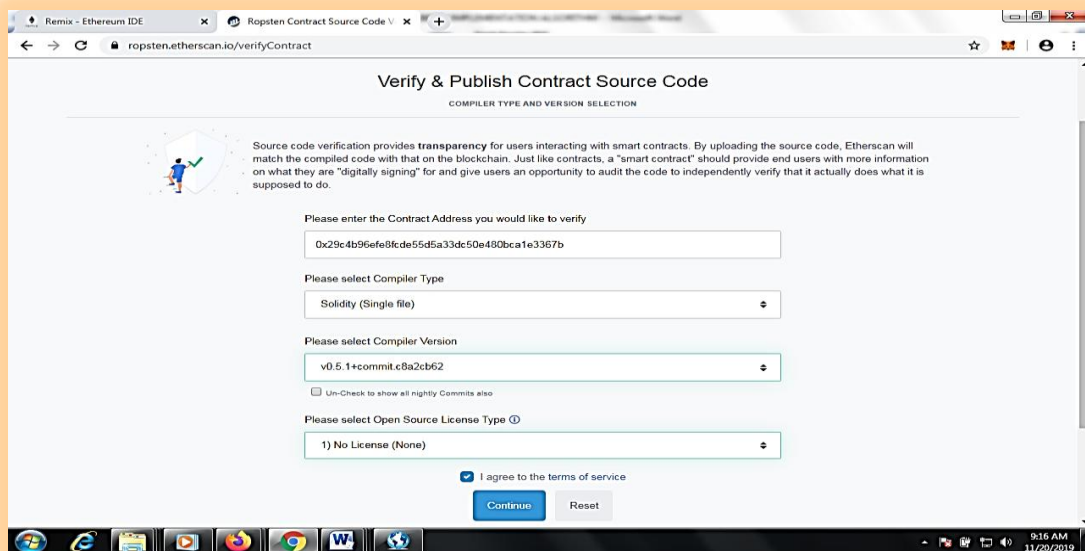 Remix - Ethereum IDE
Ropsten Contract Source Code V
ropsten.etherscan.io/verifyContract
Verify & Publish Contract Source Code
COMPILER TYPE AND VERSION SELECTION
Source code verification provides transparency for users interacting with smart contracts. By uploading the source code, Etherscan will
match the compiled code with that on the blockchain. Just like contracts, a "smart contract" should provide end users with more information
on what they are "digitally signing" for and give users an opportunity to audit the code to independently verify that it actually does what it is
supposed to do.
Please enter the Contract Address you would like to verify
0x29c4b96efe8fcde55d5a33dc50e480bca1e3367b
Please select Compiler Type
Solidity (Single file)
Please select Compiler Version
v0.5.1+commit.c8a2cb62
Un-Check to show all nightly Commits also
Please select Open Source License Type
1) No License (None)
I agree to the terms of service
Continue Reset
9:16 AM
11/20/2019